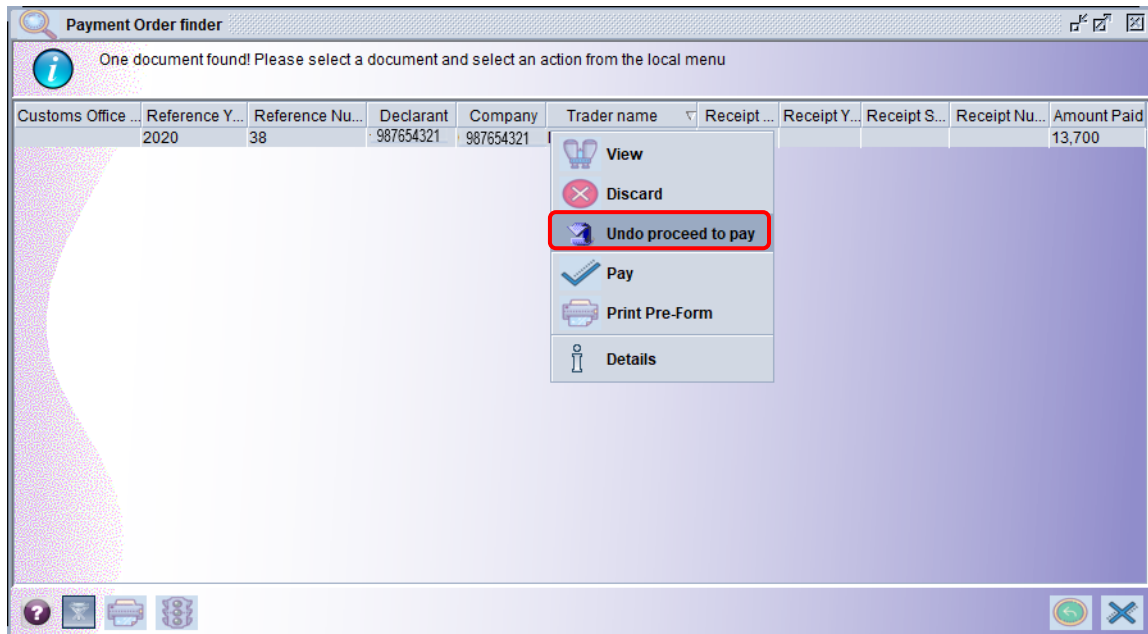 Payment Order finder
One document found! Please select a document and select an action from the local menu
Customs Office ... Reference Y... Reference Nu... Declarant Company Trader name Receipt ... Receipt Y... Receipt S... Receipt Nu... Amount Paid
2020 38 987654321 987654321 13,700
View
Discard
Undo proceed to pay
Pay
Print Pre-Form
Details